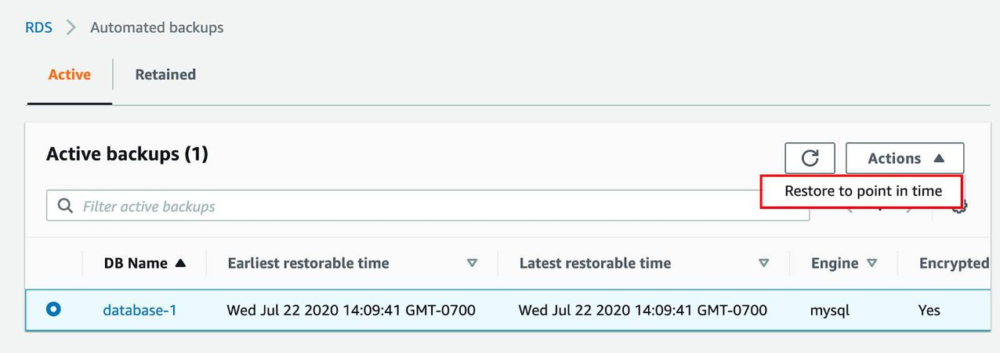 RDS Automated backups
Active Retained
Active backups (1)
Actions
Restore to point in time
Filter active backups
DB Name Earliest restorable time Latest restorable time Engine Encrypted
database-1 Wed Jul 22 2020 14:09:41 GMT-0700 Wed Jul 22 2020 14:09:41 GMT-0700 mysql Yes